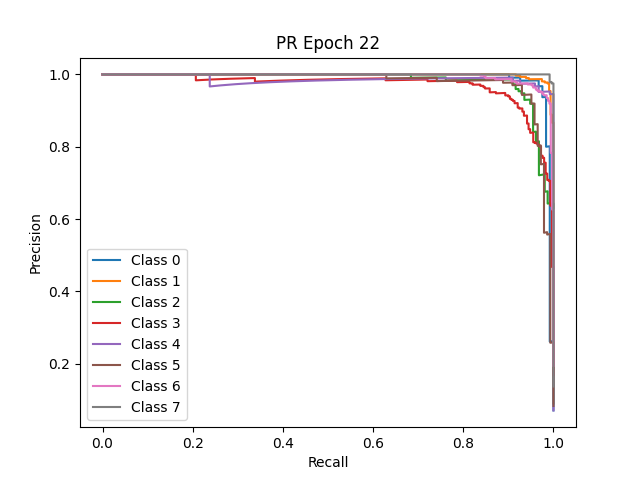 PR Epoch 22
Precision
1.0
0.8
0.6
0.4
0.2
Class 0
Class 1
Class 2
Class 3
Class 4
Class 5
Class 6
Class 7
0.0 0.2 0.4 0.6 0.8 1.0
Recall